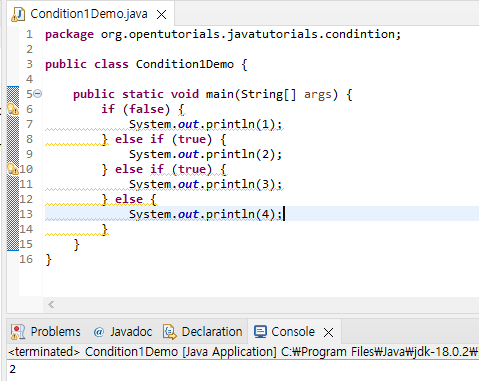 Condition1Demo.java
1 package org.opentutorials.javatutorials.condintion;
2
3 public class Condition1Demo {
4
5 public static void main(String[] args) {
6 if (false) {
7 System.out.println(1);
8 } else if (true) {
9 System.out.println(2);
10 } else if (true) {
11 System.out.println(3);
12 } else {
13 System.out.println(4);
14 }
15 }
16 }
Problems @ Javadoc Declaration Console
<terminated> Condition1Demo [Java Application] C:₩Program Files₩Java₩jdk-18.0.2₩
2